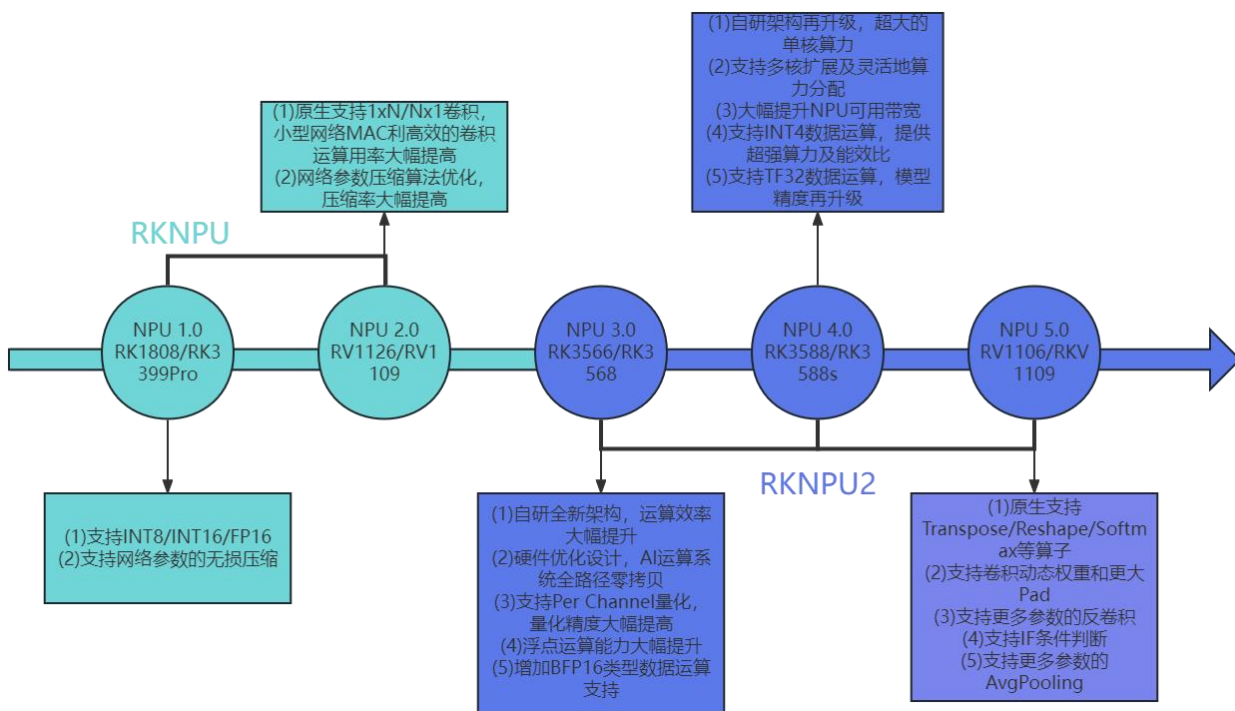 (1)自研架构再升级，超大的
单核算力
(2)支持多核扩展及灵活地算
力分配
(3)大幅提升NPU可用带宽
(4)支持INT4数据运算，提供
超强算力及能效比
(5)支持TF32数据运算，模型
精度再升级
(1)原生支持1xN/Nx1卷积，
小型网络MAC利高效的卷积
运算用率大幅提高
(2)网络参数压缩算法优化，
压缩率大幅提高
RKNPU
NPU 1.0
RK1808/RK3
399Pro
NPU 2.0
RV1126/RV1
109
NPU 3.0
RK3566/RK3
568
NPU 4.0
RK3588/RK3
588s
NPU 5.0
RV1106/RKV
1109
RKNPU2
(1)支持INT8/INT16/FP16
(2)支持网络参数的无损压缩
(1)自研全新架构，运算效率
大幅提升
(2)硬件优化设计，AI运算系
统全路径零拷贝
(3)支持Per Channel量化，
量化精度大幅提高
(4)浮点运算能力大幅提升
(5)增加BFP16类型数据运算
支持
(1)原生支持
Transpose/Reshape/Softm
ax等算子
(2)支持卷积动态权重和更大
Pad
(3)支持更多参数的反卷积
(4)支持IF条件判断
(5)支持更多参数的
AvgPooling